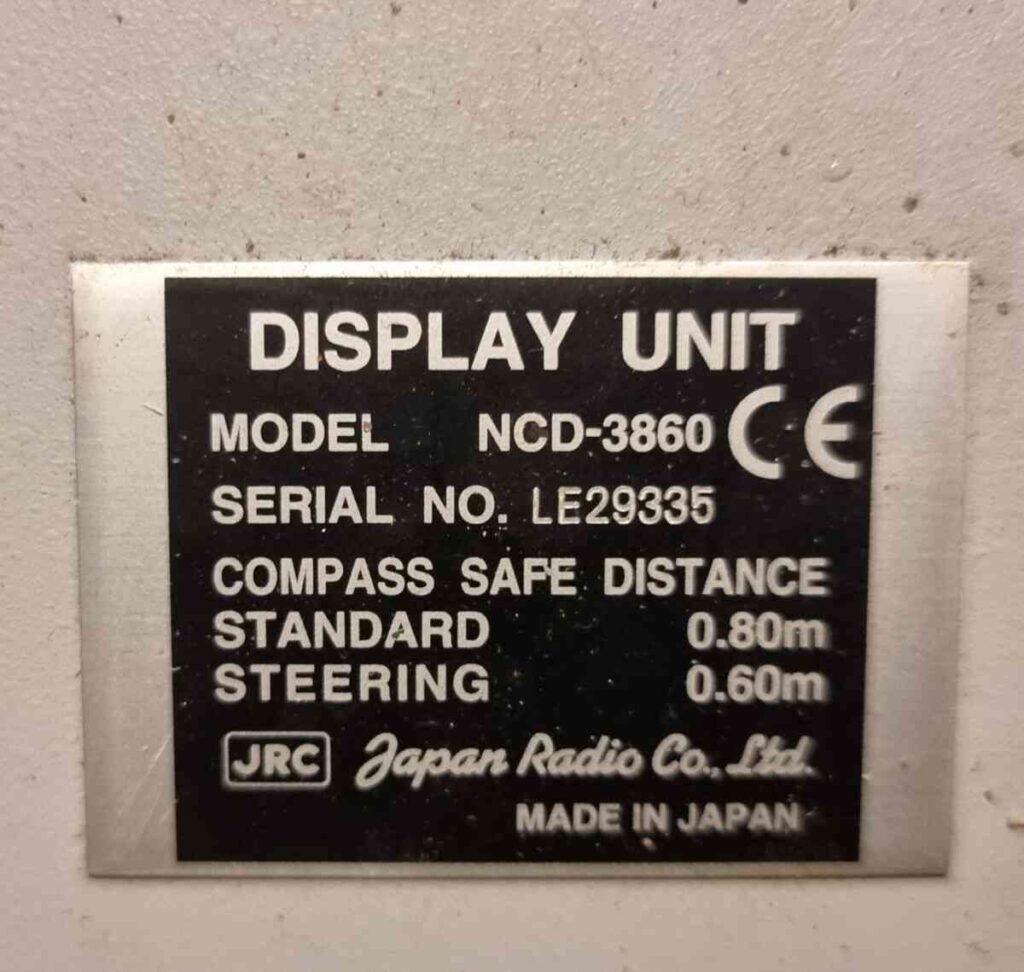 DISPLAY UNIT
MODEL NCD-3860 CE
SERIAL NO. LE29335
COMPASS SAFE DISTANCE
STANDARD 0.80m
STEERING 0.60m
JRC Japan Radio Co., Ltd.
MADE IN JAPAN